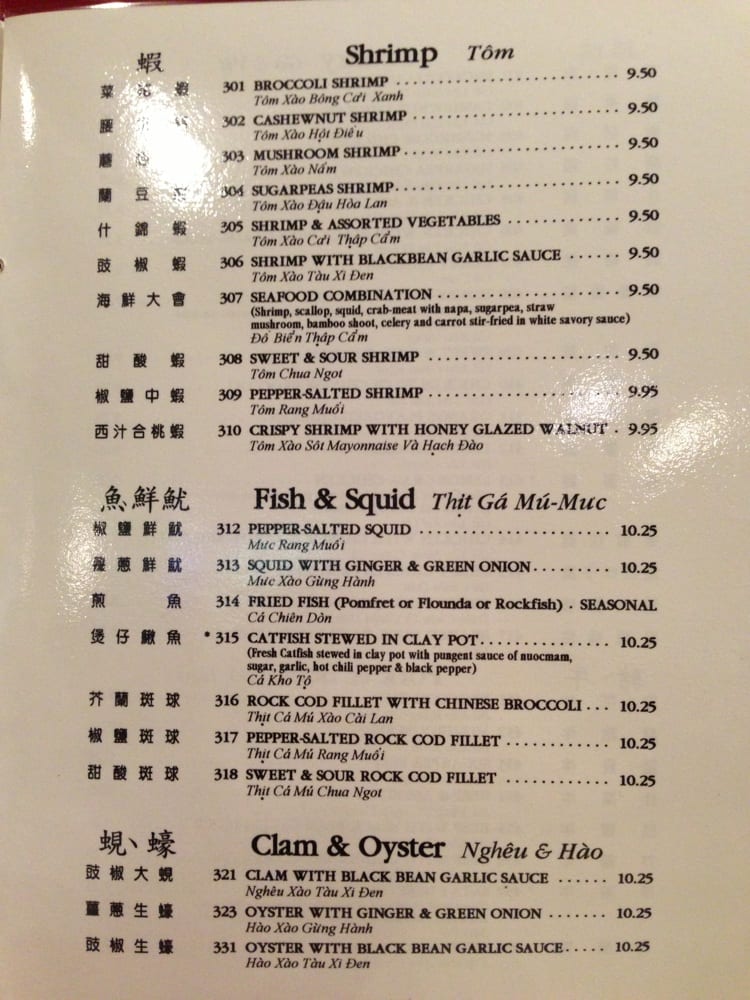 蝦 Shrimp Tôm
菜 蝦 301 BROCCOLI SHRIMP 9.50
Tôm Xào Bông Cải Xanh
腰 302 CASHEWNUT SHRIMP 9.50
Tôm Xào Hột Điều
蘑 303 MUSHROOM SHRIMP 9.50
Tôm Xào Nấm
蘭 豆 304 SUGARPEAS SHRIMP 9.50
Tôm Xào Đậu Hòa Lan
什 錦 蝦 305 SHRIMP & ASSORTED VEGETABLES 9.50
Tôm Xào Cải Thập Cẩm
豉 椒 蝦 306 SHRIMP WITH BLACKBEAN GARLIC SAUCE 9.50
Tôm Xào Tàu Xì Đen
海 鮮 大 會 307 SEAFOOD COMBINATION 9.50
(Shrimp, scallop, squid, crab-meat with napa, sugarpea, straw
mushroom, bamboo shoot, celery and carrot stir-fried in white savory sauce)
Đồ Biển Thập Cẩm
甜 酸 蝦 308 SWEET & SOUR SHRIMP 9.50
Tôm Chua Ngot
椒 鹽 中 蝦 309 PEPPER-SALTED SHRIMP 9.95
Tôm Rang Muối
西汁合桃蝦 310 CRISPY SHRIMP WITH HONEY GLAZED WALNUT 9.95
Tôm Xào Sôt Mayonnaise Và Hạch Đào
魚鮮魷 Fish & Squid Thịt Gá Mú-Mưc
椒 鹽 鮮 魷 312 PEPPER-SALTED SQUID 10.25
Mưc Rang Muối
蔥 鮮 魷 313 SQUID WITH GINGER & GREEN ONION 10.25
Mưc Xào Gừng Hành
煎 魚 314 FRIED FISH (Pomfret or Flounda or Rockfish) . SEASONAL
Cá Chiên Dòn
煲 仔 鰍 魚 * 315 CATFISH STEWED IN CLAY POT 10.25
(Fresh Catfish stewed in clay pot with pungent sauce of nuocmam,
sugar, garlic, hot chili pepper & black pepper)
Cá Kho Tộ
芥 蘭 斑 球 316 ROCK COD FILLET WITH CHINESE BROCCOLI 10.25
Thịt Cá Mú Xào Cài Lan
椒 鹽 斑 球 317 PEPPER-SALTED ROCK COD FILLET 10.25
Thịt Cá Mú Rang Muối
甜 酸 斑 球 318 SWEET & SOUR ROCK COD FILLET 10.25
Thịt Cá Mú Chua Ngot
蜆、蠔 Clam & Oyster Nghêu & Hào
豉 椒 大 蜆 321 CLAM WITH BLACK BEAN GARLIC SAUCE 10.25
Nghêu Xào Tàu Xì Đen
薑 蔥 生 蠔 323 OYSTER WITH GINGER & GREEN ONION 10.25
Hào Xào Gừng Hành
豉 椒 生 蠔 331 OYSTER WITH BLACK BEAN GARLIC SAUCE 10.25
Hào Xào Tàu Xì Đen